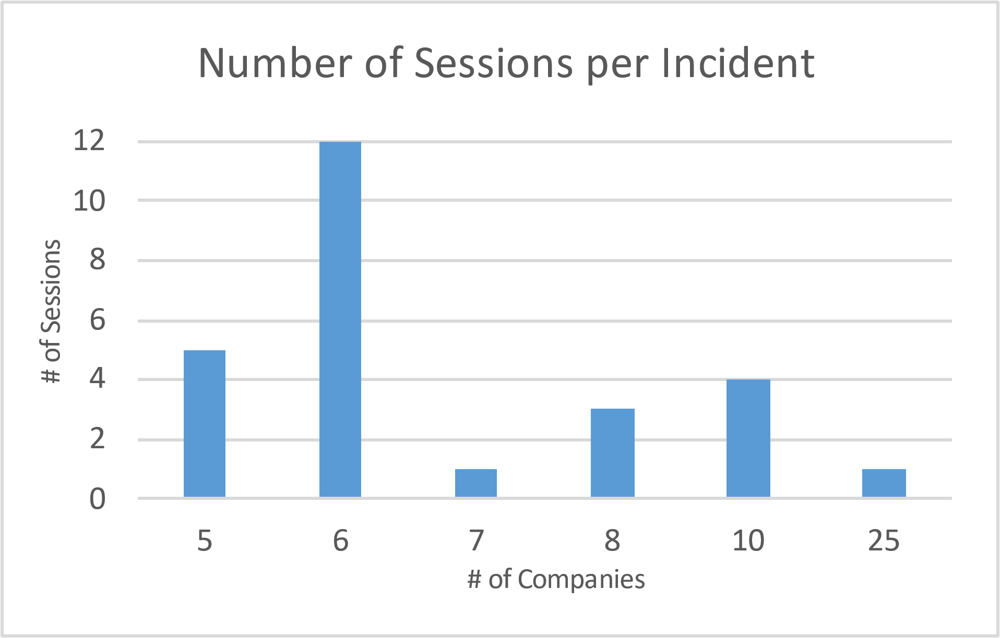 Number of Sessions per Incident
12
10
8
6
4
2
0
# of Sessions
5 6 7 8 10 25
# of Companies